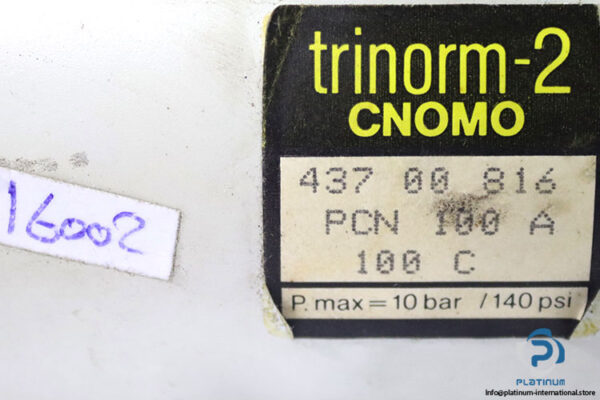 trinorm-2
CNOMO
437 00 816
PCN 100 A
100 C
P. max = 10 bar / 140 psi
16002
PLATINUM
Info@platinum-international.store